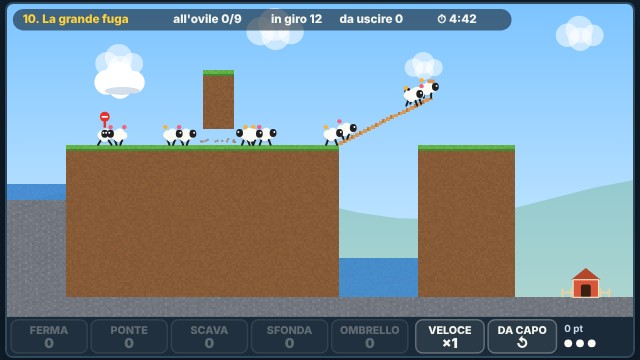 10. La grande fuga all'ovile 0/9 in giro 12 da uscire 0 ⏱ 4:42
FERMA PONTE SCAVA SFONDA OMBRELLO VELOCE DA CAPO 0 pt
0 0 0 0 0 ×1 ↺